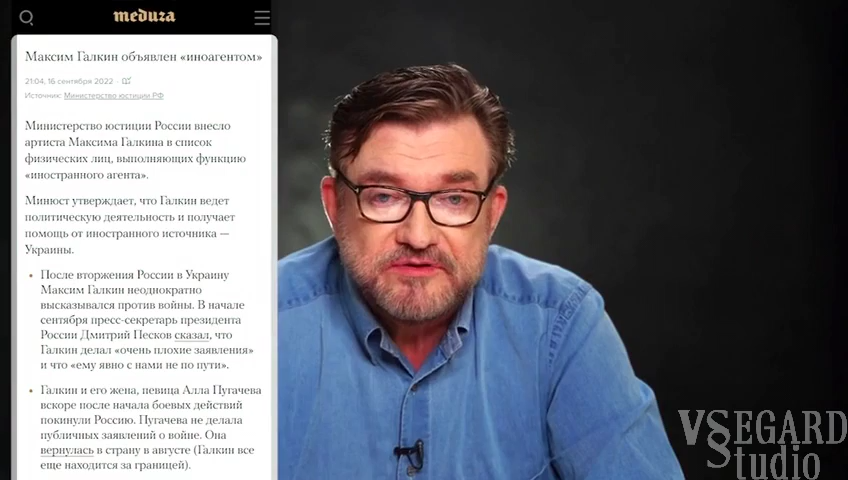 meduza
Максим Галкин объявлен «иноагентом»
21:04, 16 сентября 2022
Источник: Министерство юстиции РФ
Министерство юстиции России внесло
артиста Максима Галкина в список
физических лиц, выполняющих функцию
«иностранного агента».
Минюст утверждает, что Галкин ведет
политическую деятельность и получает
помощь от иностранного источника —
Украины.
• После вторжения России в Украину
Максим Галкин неоднократно
высказывался против войны. В начале
сентября пресс-секретарь президента
России Дмитрий Песков сказал, что
Галкин делал «очень плохие заявления»
и что «ему явно с нами не по пути».
• Галкин и его жена, певица Алла Пугачева
вскоре после начала боевых действий
покинули Россию. Пугачева не делала
публичных заявлений о войне. Она
вернулась в страну в августе (Галкин все
еще находится за границей).
VSEGARD
Studio